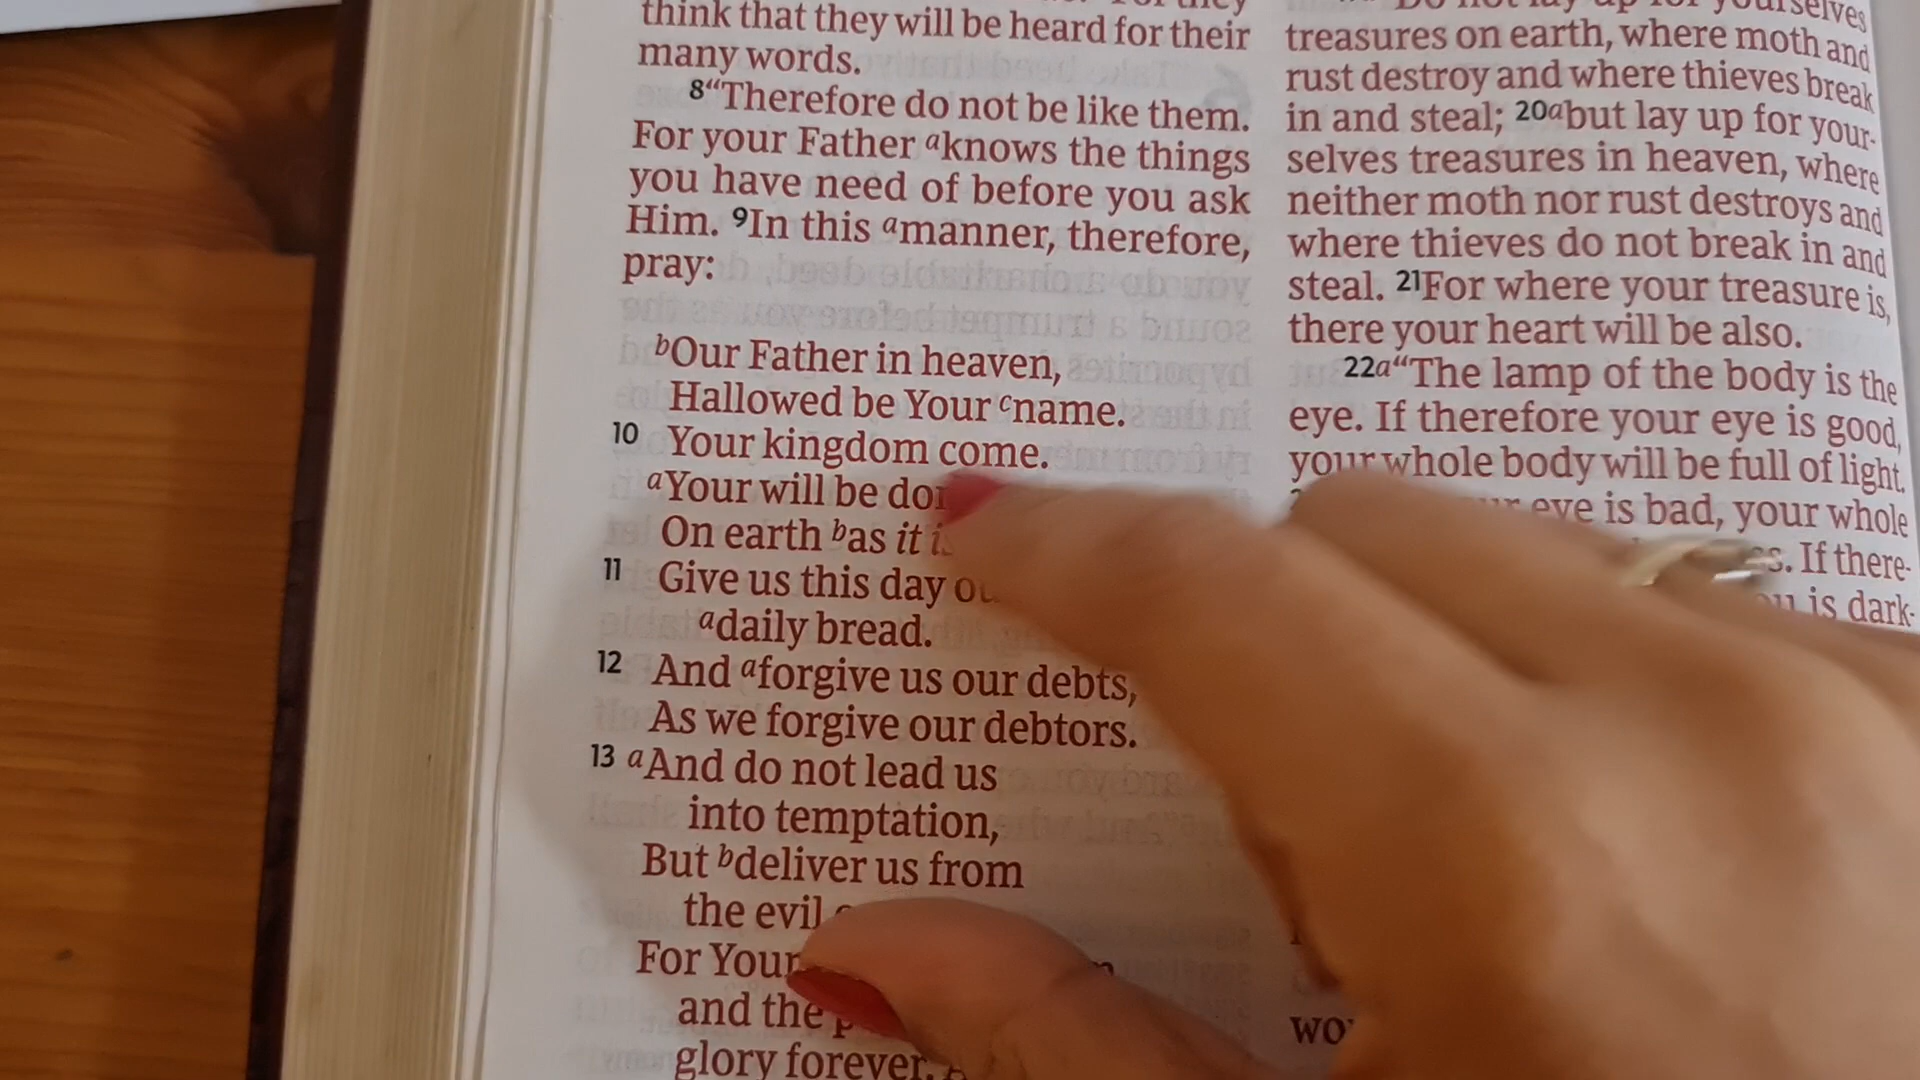 think that they will be heard for their
many words.
8“Therefore do not be like them.
For your Father aknows the things
you have need of before you ask
Him. 9In this amanner, therefore,
pray:
bOur Father in heaven,
Hallowed be Your cname.
10 Your kingdom come.
aYour will be
On earth bas it
11 Give us this day
adaily bread.
12 And aforgive us our debts,
As we forgive our debtors.
13 aAnd do not lead us
into temptation,
But bdeliver us from
the evil
For Your
and the
glory forever.
treasures on earth, where moth and
rust destroy and where thieves break
in and steal; 20abut lay up for your-
selves treasures in heaven, where
neither moth nor rust destroys and
where thieves do not break in and
steal. 21For where your treasure is,
there your heart will be also.
22a“The lamp of the body is the
eye. If therefore your eye is good,
your whole body will be full of light.
eye is bad, your whole
If there-
is dark-